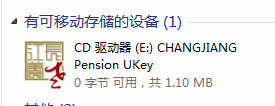 有可移动存储的设备 (1)
CD 驱动器 (E:) CHANGJIANG
Pension UKey
0 字节 可用，共 1.10 MB